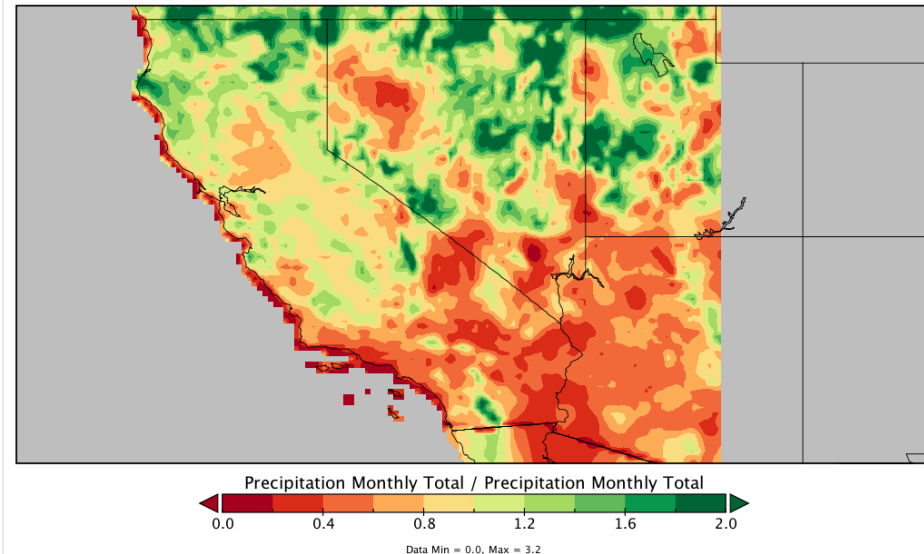 Precipitation Monthly Total / Precipitation Monthly Total
0.0 0.4 0.8 1.2 1.6 2.0
Data Min = 0.0, Max = 3.2